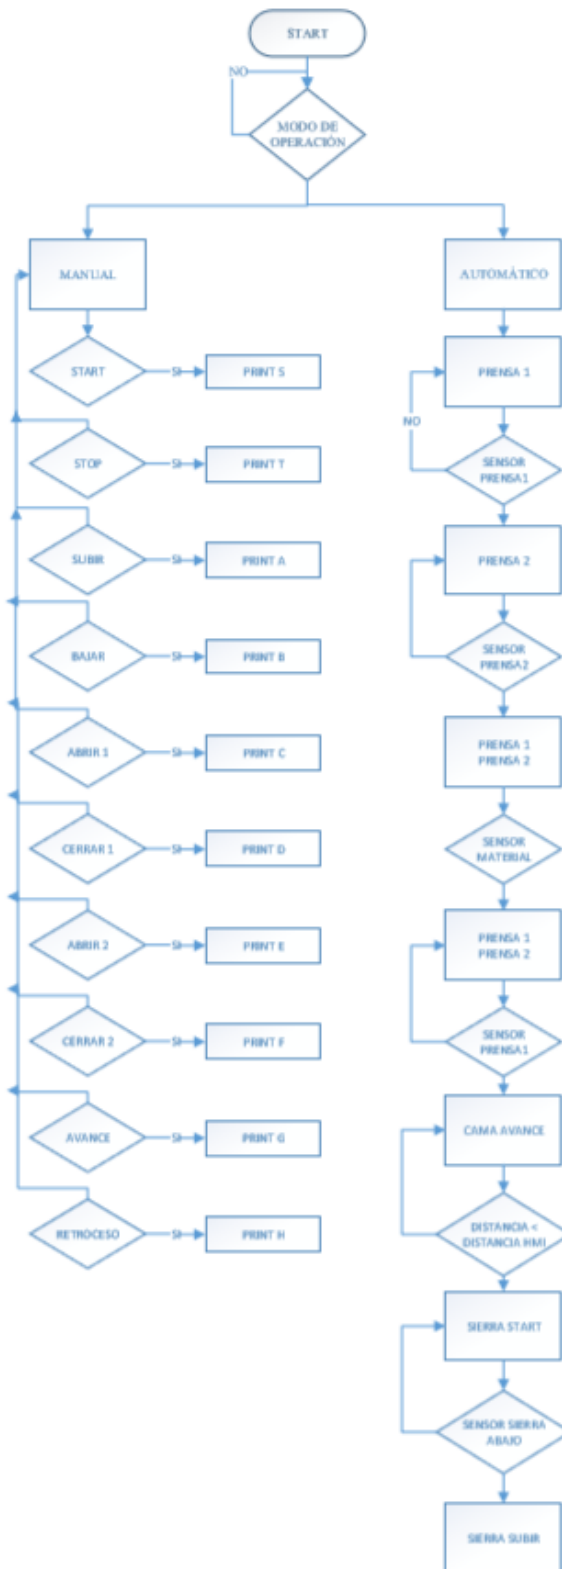 START
NO
MODO DE
OPERACIÓN
MANUAL
START
SI
PRINT S
STOP
SI
PRINT T
SUBIR
SI
PRINT A
BAJAR
SI
PRINT B
ABRIR 1
SI
PRINT C
CERRAR 1
SI
PRINT D
ABRIR 2
SI
PRINT E
CERRAR 2
SI
PRINT F
AVANCE
SI
PRINT G
RETROCESO
SI
PRINT H
AUTOMÁTICO
PRENSA 1
NO
SENSOR
PRENSA1
PRENSA 2
SENSOR
PRENSA2
PRENSA 1
PRENSA 2
SENSOR
MATERIAL
PRENSA 1
PRENSA 2
SENSOR
PRENSA1
CAMA AVANCE
DISTANCIA <
DISTANCIA HMI
SIERRA START
SENSOR SIERRA
ABAJO
SIERRA SUBIR